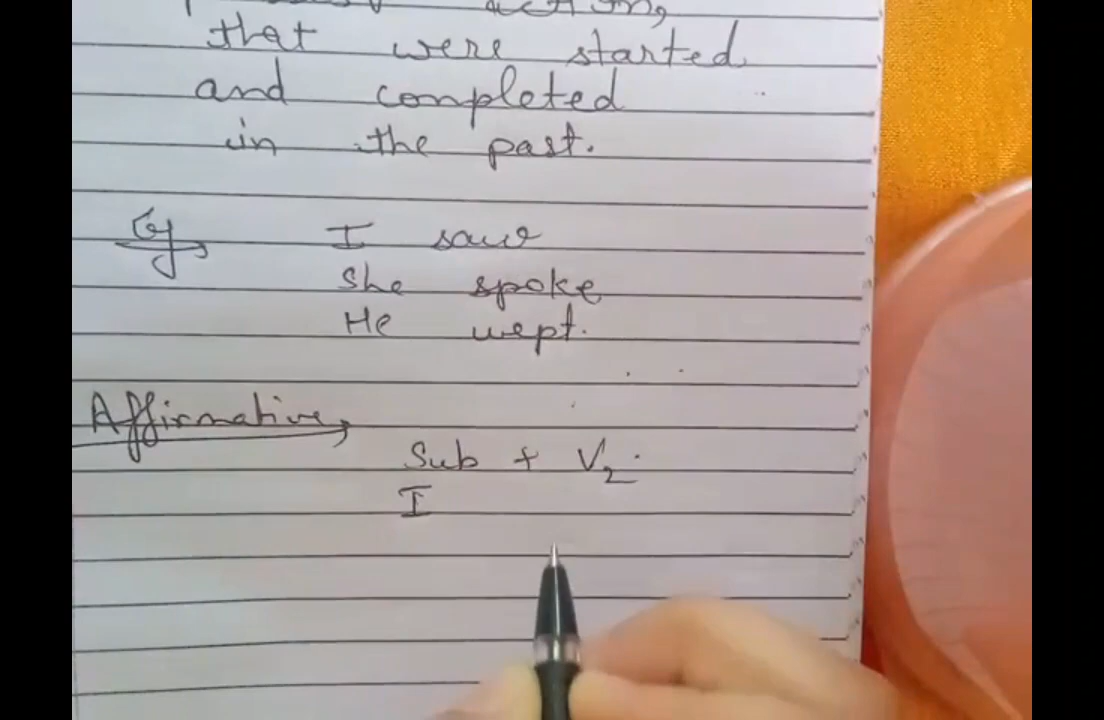 that were started
and completed
in the past.
Eg I saw
She spoke
He wept.
Affirmative
Sub + V₂.
I